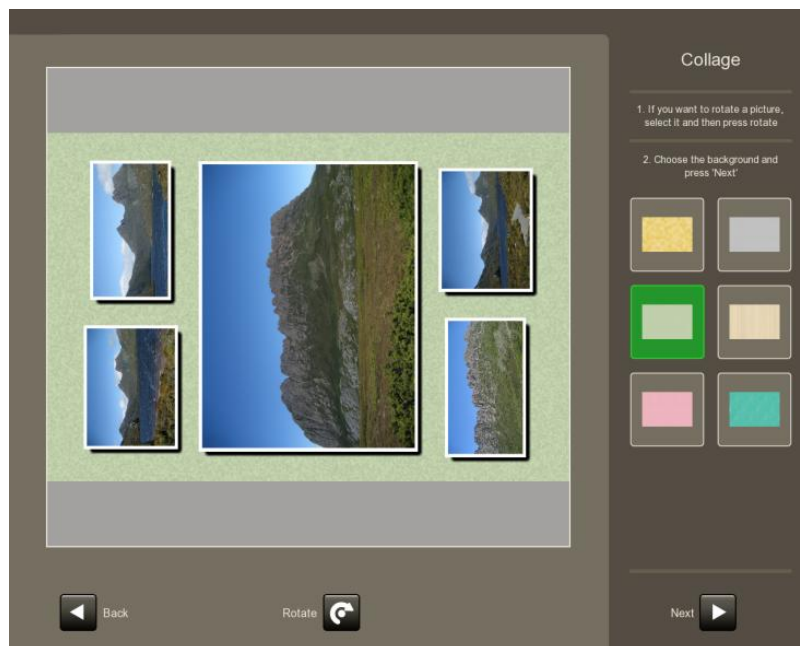 Collage
1. If you want to rotate a picture,
select it and then press rotate
2. Choose the background and
press 'Next'
Back
Rotate
Next